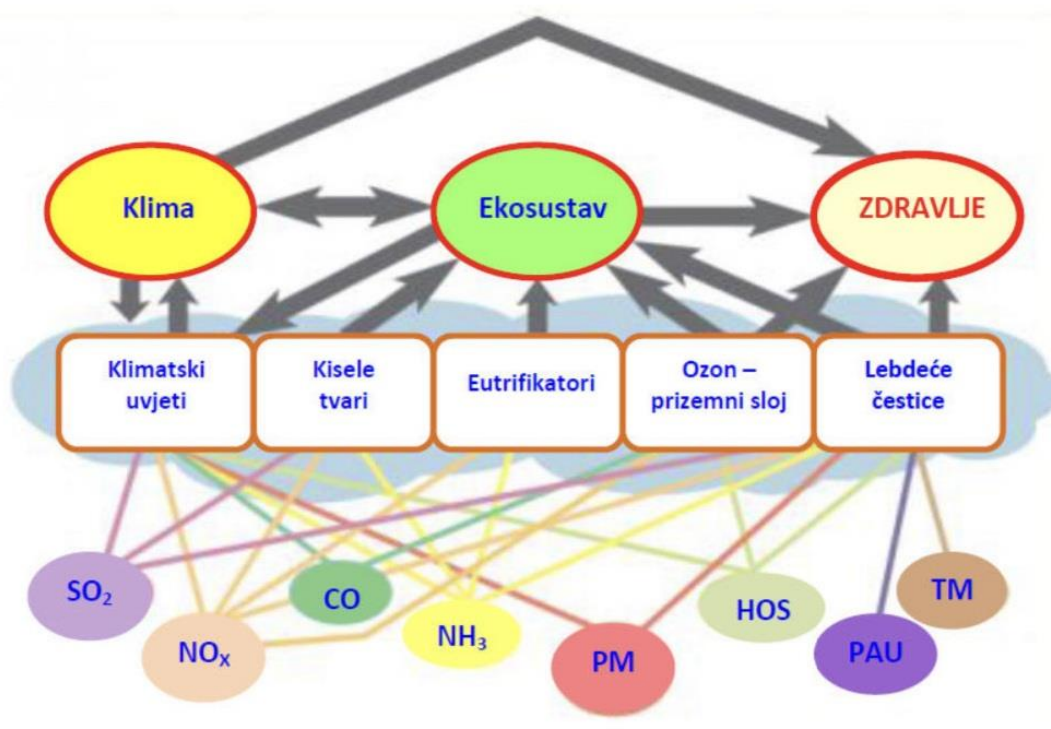 Klima
Ekosustav
ZDRAVLJE
Klimatski
uvjeti
Kisele
tvari
Eutrifikatori
Ozon –
prizemni sloj
Lebdeće
čestice
SO₂
NOₓ
CO
NH₃
PM
HOS
PAU
TM